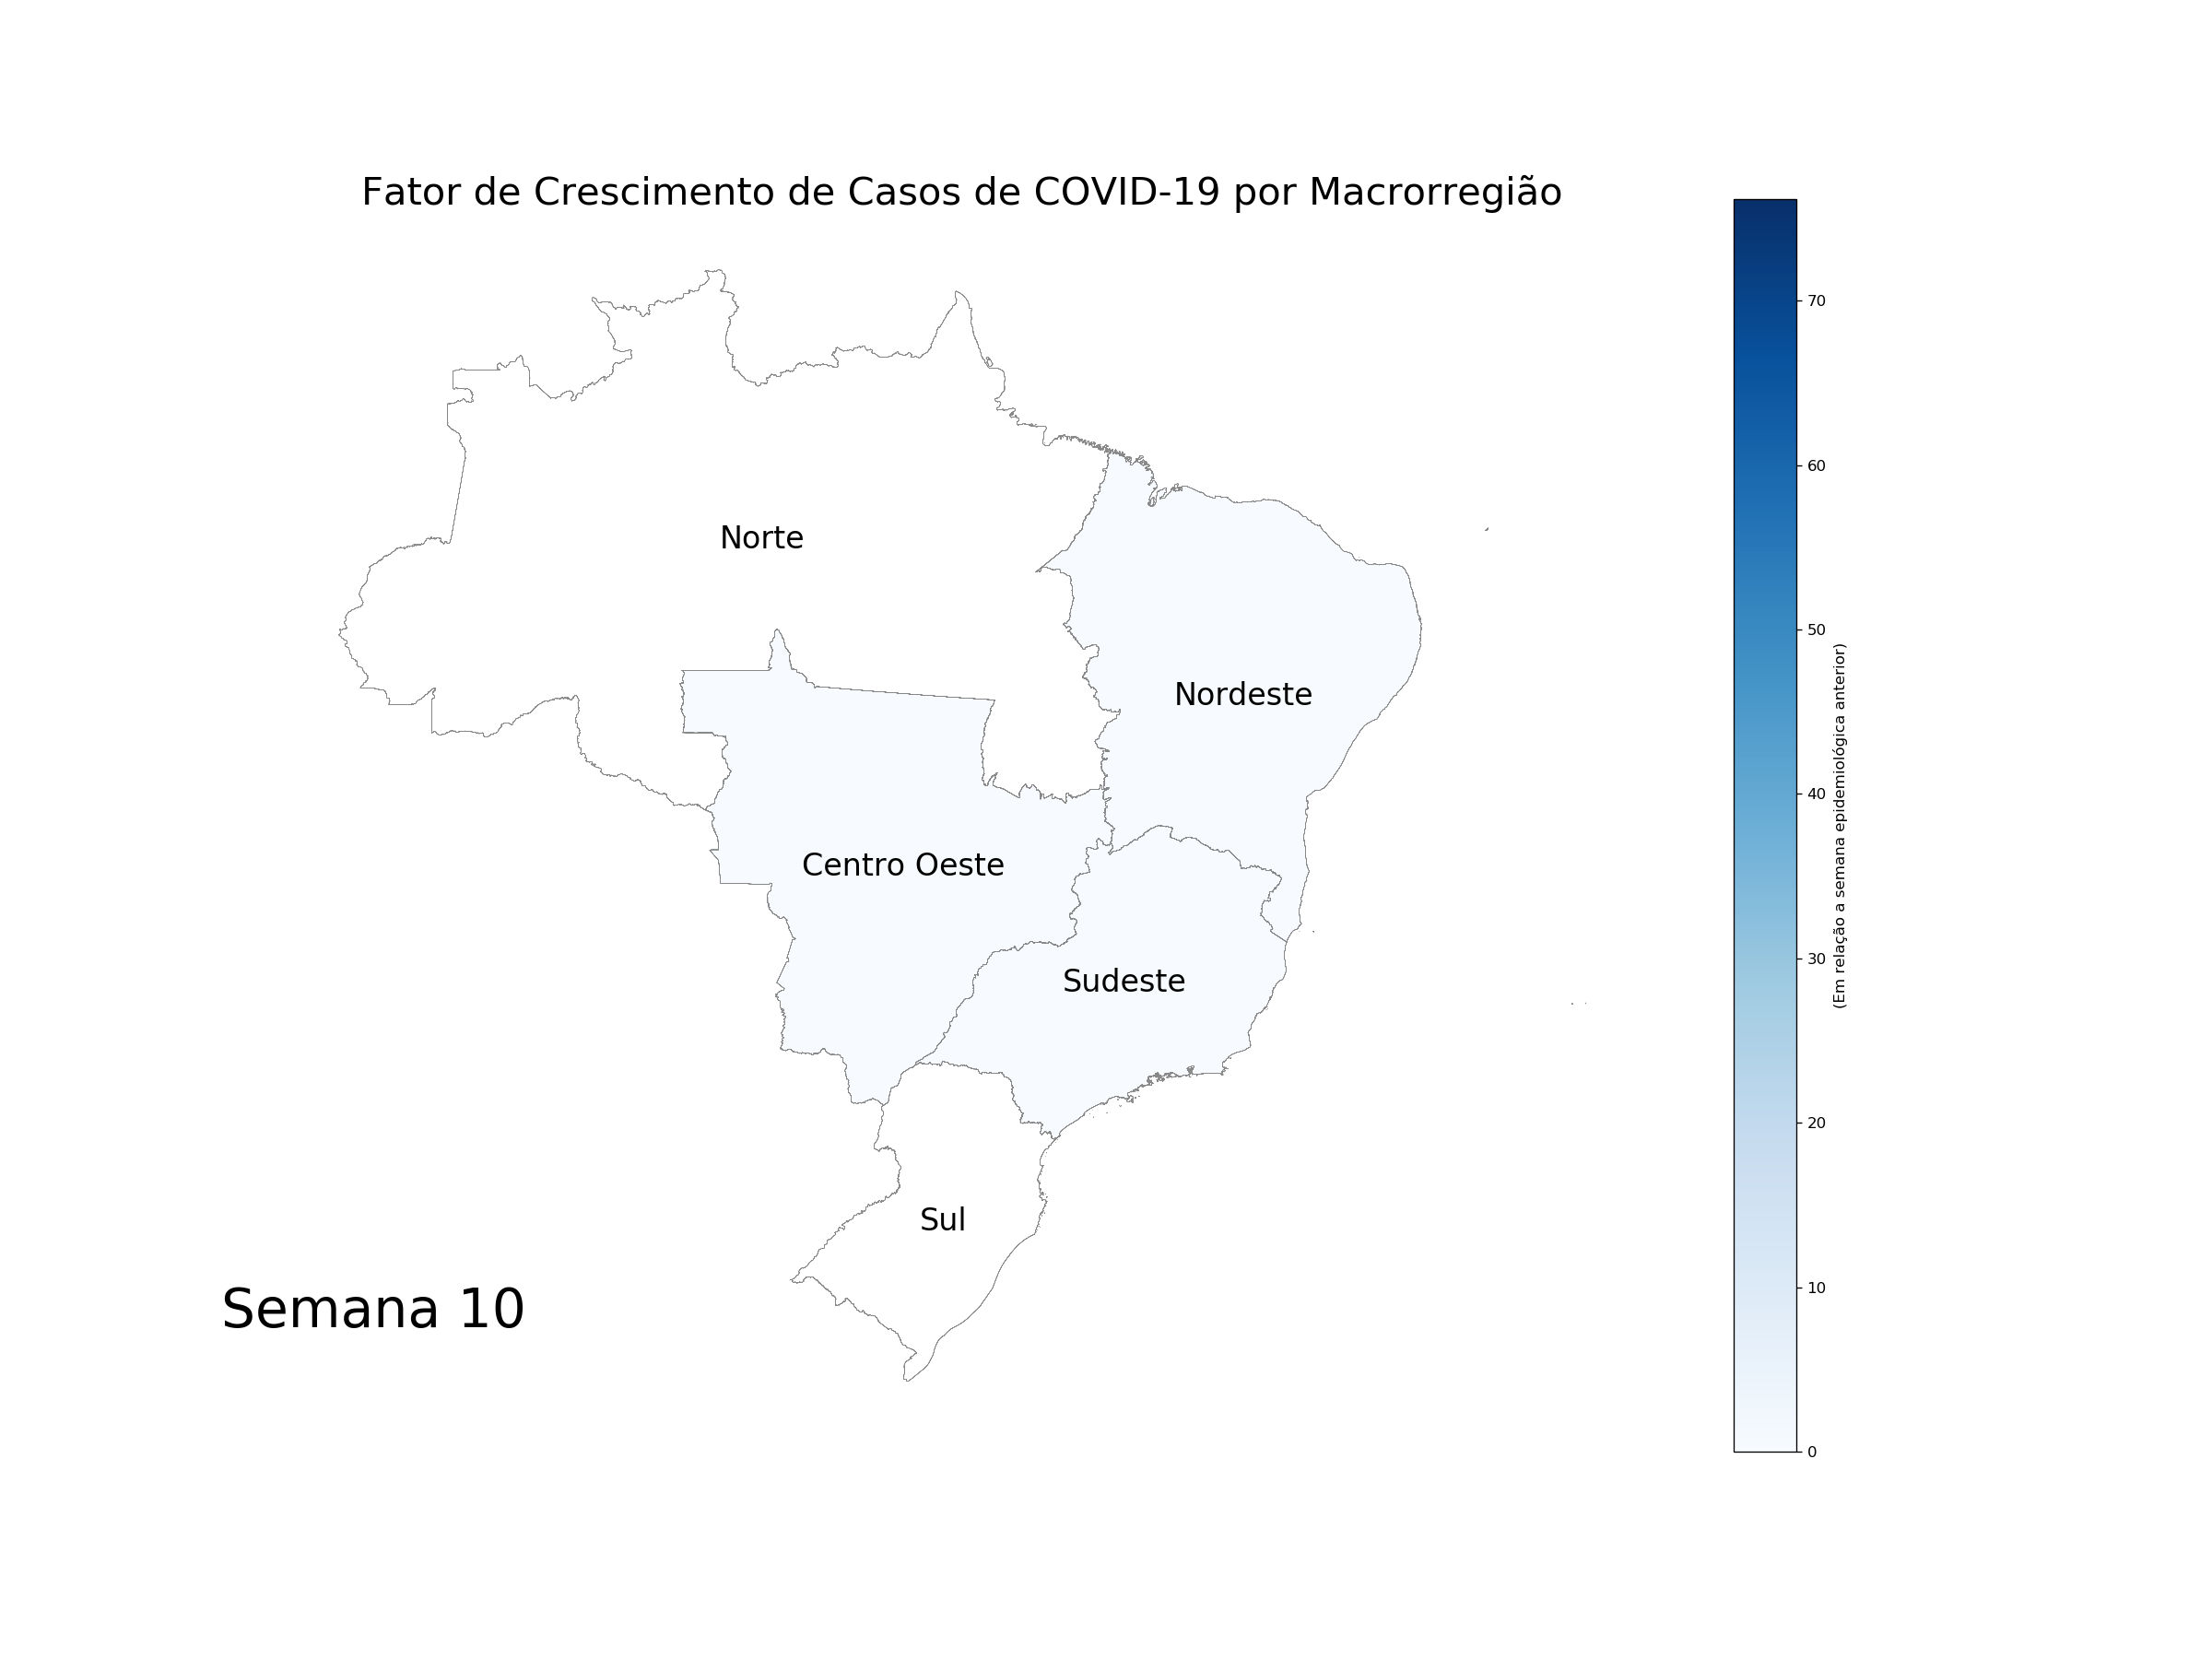 Fator de Crescimento de Casos de COVID-19 por Macrorregião
Norte
Nordeste
Centro Oeste
Sudeste
Sul
Semana 10
70
60
50
40
30
20
10
0
(Em relação a semana epidemiológica anterior)